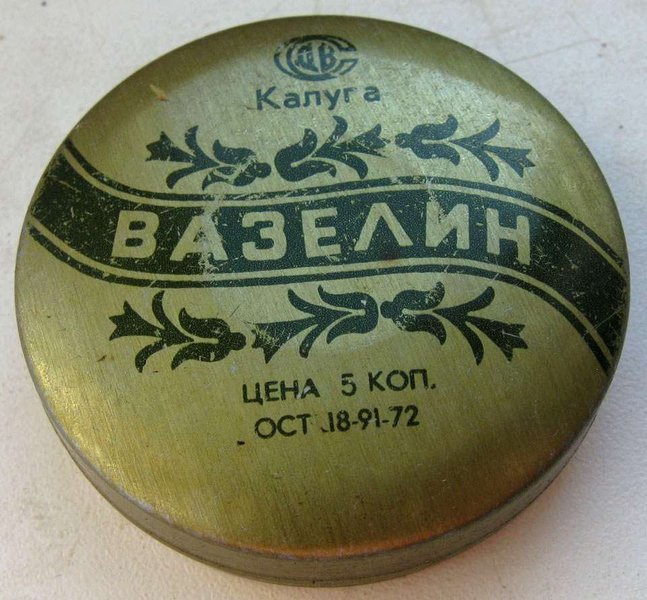 Калуга
ВАЗЕЛИН
ЦЕНА 5 КОП.
ОСТ 18-91-72